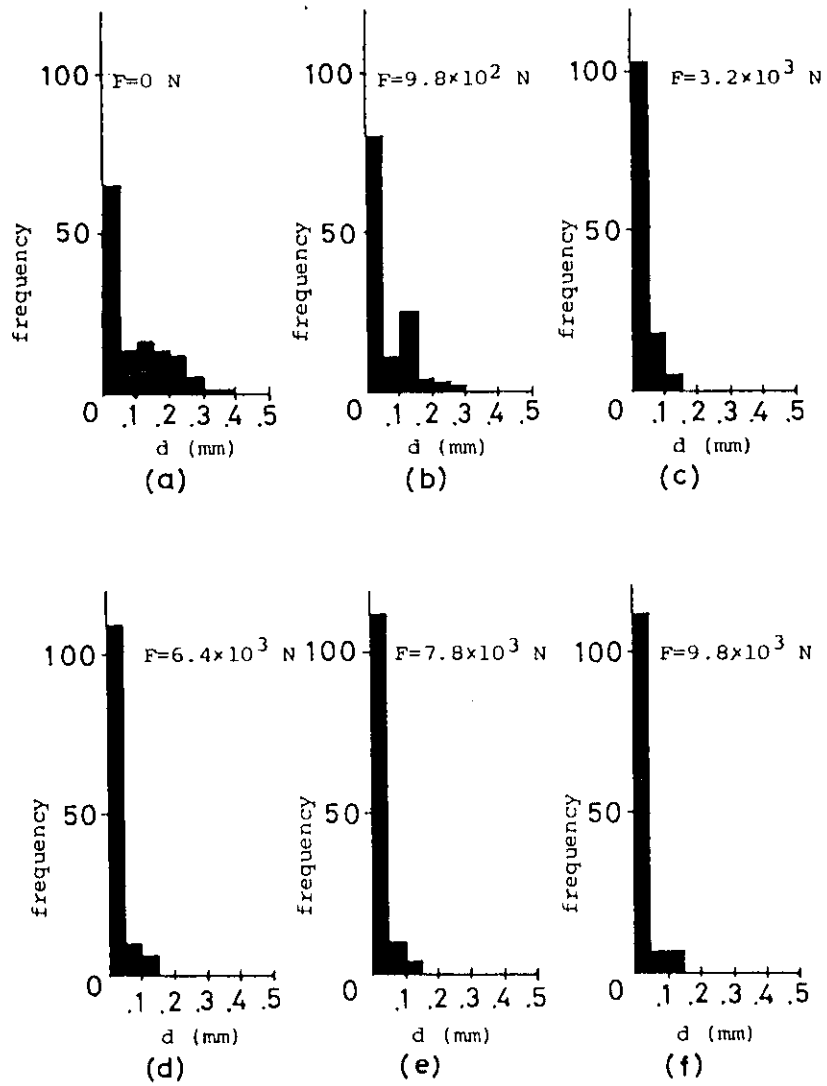 100
F=0 N
50
frequency
0 .1 .2 .3 .4 .5
d (mm)
(a)
100
F=9.8×10² N
50
frequency
0 .1 .2 .3 .4 .5
d (mm)
(b)
100
F=3.2×10³ N
50
frequency
0 .1 .2 .3 .4 .5
d (mm)
(c)
100
F=6.4×10³ N
50
frequency
0 .1 .2 .3 .4 .5
d (mm)
(d)
100
F=7.8×10³ N
50
frequency
0 .1 .2 .3 .4 .5
d (mm)
(e)
100
F=9.8×10³ N
50
frequency
0 .1 .2 .3 .4 .5
d (mm)
(f)